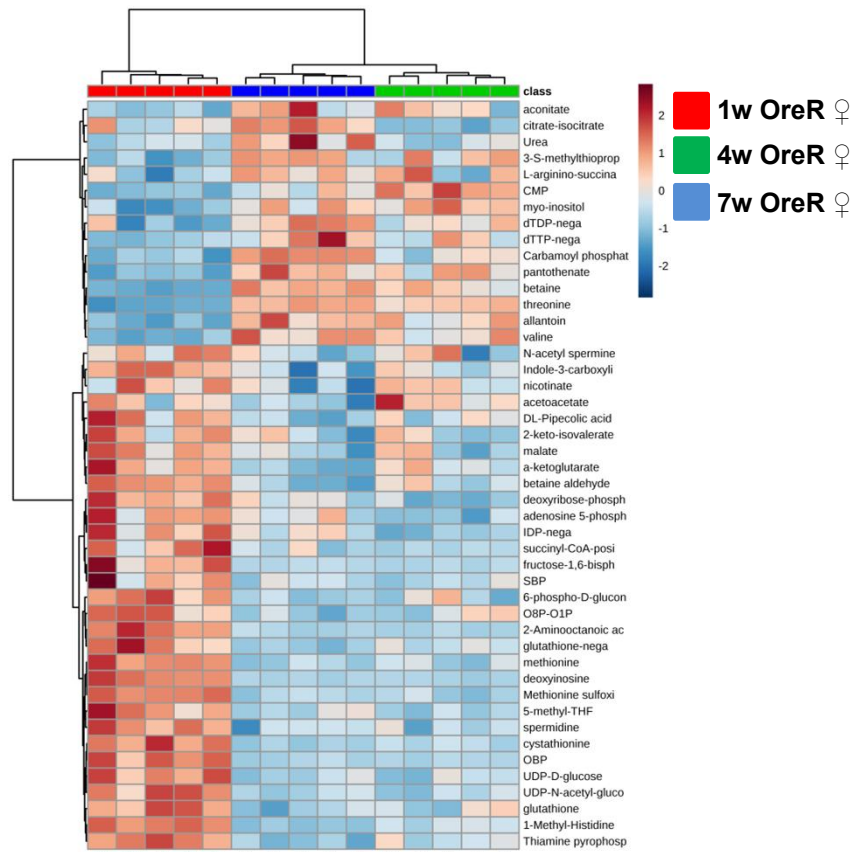 class
aconitate
citrate-isocitrate
Urea
3-S-methylthioprop
L-arginino-succina
CMP
myo-inositol
dTDP-nega
dTTP-nega
Carbamoyl phosphat
pantothenate
betaine
threonine
allantoin
valine
N-acetyl spermine
Indole-3-carboxyli
nicotinate
acetoacetate
DL-Pipecolic acid
2-keto-isovalerate
malate
a-ketoglutarate
betaine aldehyde
deoxyribose-phosph
adenosine 5-phosph
IDP-nega
succinyl-CoA-posi
fructose-1,6-bisph
SBP
6-phospho-D-glucon
O8P-O1P
2-Aminooctanoic ac
glutathione-nega
methionine
deoxyinosine
Methionine sulfoxi
5-methyl-THF
spermidine
cystathionine
OBP
UDP-D-glucose
UDP-N-acetyl-gluco
glutathione
1-Methyl-Histidine
Thiamine pyrophosp
2
1
0
-1
-2
1w OreR ♀
4w OreR ♀
7w OreR ♀